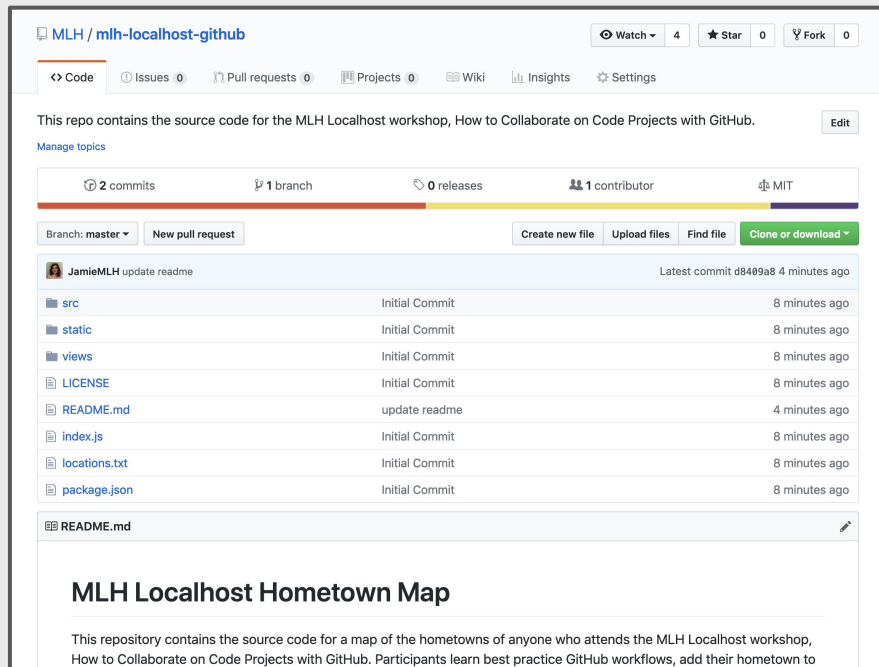 MLH / mlh-localhost-github Watch 4 Star 0 Fork 0
Code Issues 0 Pull requests 0 Projects 0 Wiki Insights Settings
This repo contains the source code for the MLH Localhost workshop, How to Collaborate on Code Projects with GitHub. Edit
Manage topics
2 commits 1 branch 0 releases 1 contributor MIT
Branch: master New pull request Create new file Upload files Find file Clone or download
JamieMLH update readme Latest commit d8409a8 4 minutes ago
src Initial Commit 8 minutes ago
static Initial Commit 8 minutes ago
views Initial Commit 8 minutes ago
LICENSE Initial Commit 8 minutes ago
README.md update readme 4 minutes ago
index.js Initial Commit 8 minutes ago
locations.txt Initial Commit 8 minutes ago
package.json Initial Commit 8 minutes ago
README.md
MLH Localhost Hometown Map
This repository contains the source code for a map of the hometowns of anyone who attends the MLH Localhost workshop,
How to Collaborate on Code Projects with GitHub. Participants learn best practice GitHub workflows, add their hometown to